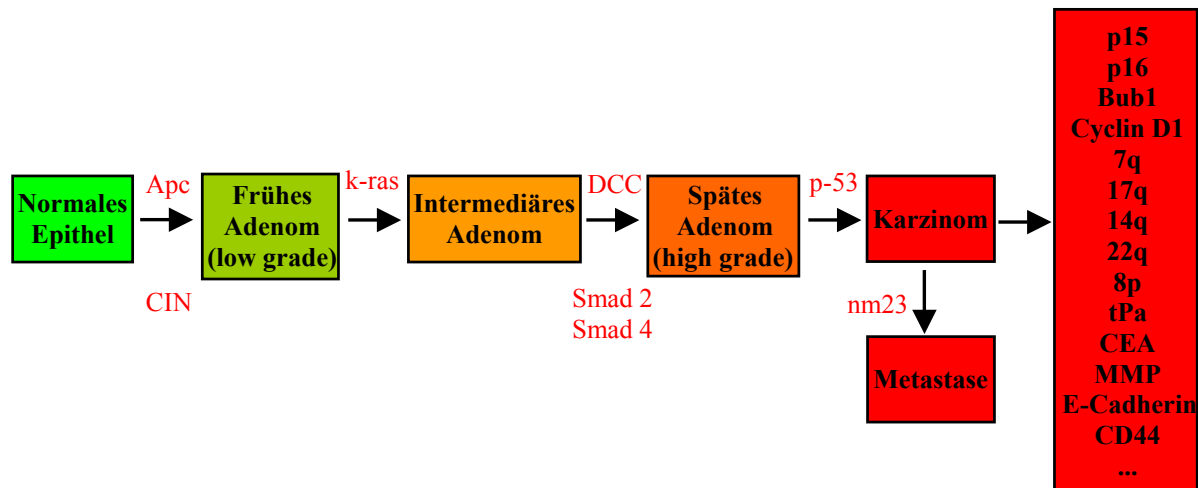 Normales
Epithel
Apc
CIN
Frühes
Adenom
(low grade)
k-ras
Intermediäres
Adenom
DCC
Smad 2
Smad 4
Spätes
Adenom
(high grade)
p-53
Karzinom
nm23
Metastase
p15
p16
Bub1
Cyclin D1
7q
17q
14q
22q
8p
tPa
CEA
MMP
E-Cadherin
CD44
...